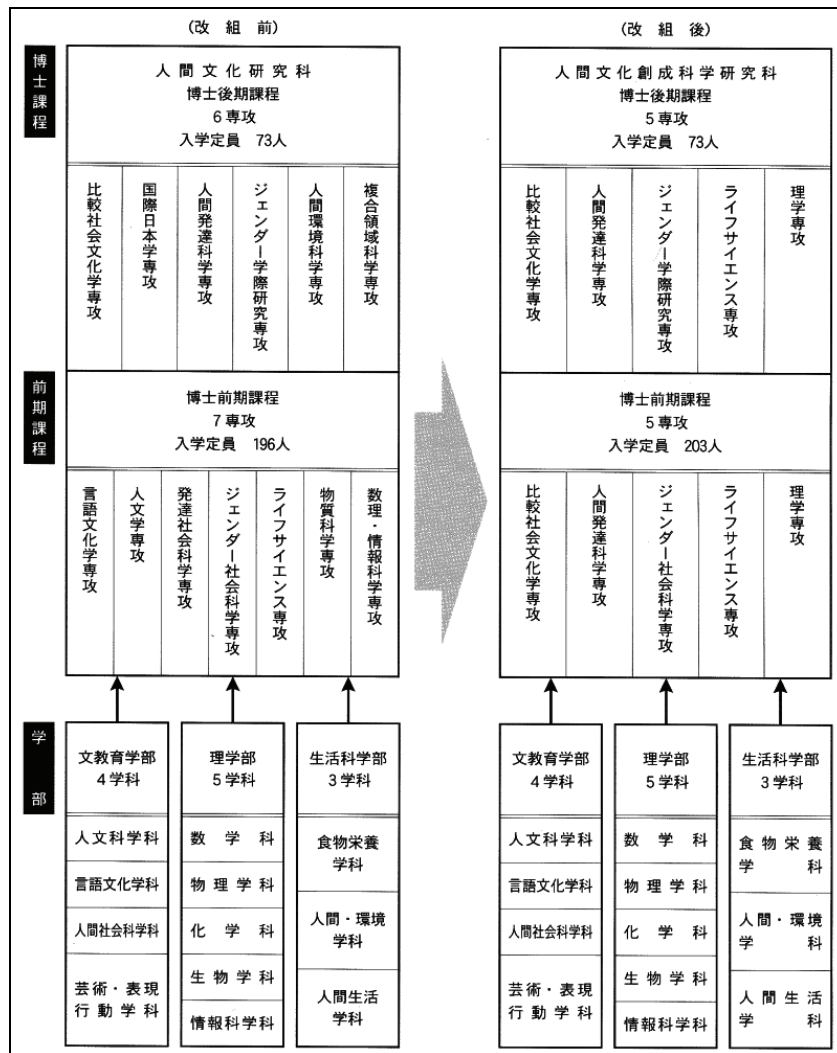 (改組前)
博士課程
人間文化研究科
博士後期課程
6専攻
入学定員 73人
比較社会文化学専攻
国際日本学専攻
人間発達科学専攻
ジェンダー学際研究専攻
人間環境科学専攻
複合領域科学専攻
前期課程
博士前期課程
7専攻
入学定員 196人
言語文化学専攻
人文学専攻
発達社会科学専攻
ジェンダー社会科学専攻
ライフサイエンス専攻
物質科学専攻
数理・情報科学専攻
学部
文教育学部
4学科
人文科学科
言語文化学科
人間社会科学科
芸術・表現
行動学科
理学部
5学科
数学科
物理学科
化学科
生物学科
情報科学科
生活科学部
3学科
食物栄養
学科
人間・環境
学科
人間生活
学科
(改組後)
人間文化創成科学研究科
博士後期課程
5専攻
入学定員 73人
比較社会文化学専攻
人間発達科学専攻
ジェンダー学際研究専攻
ライフサイエンス専攻
理学専攻
博士前期課程
5専攻
入学定員 203人
比較社会文化学専攻
人間発達科学専攻
ジェンダー社会科学専攻
ライフサイエンス専攻
理学専攻
文教育学部
4学科
人文科学科
言語文化学科
人間社会科学科
芸術・表現
行動学科
理学部
5学科
数学科
物理学科
化学科
生物学科
情報科学科
生活科学部
3学科
食物栄養
学科
人間・環境
学科
人間生活
学科